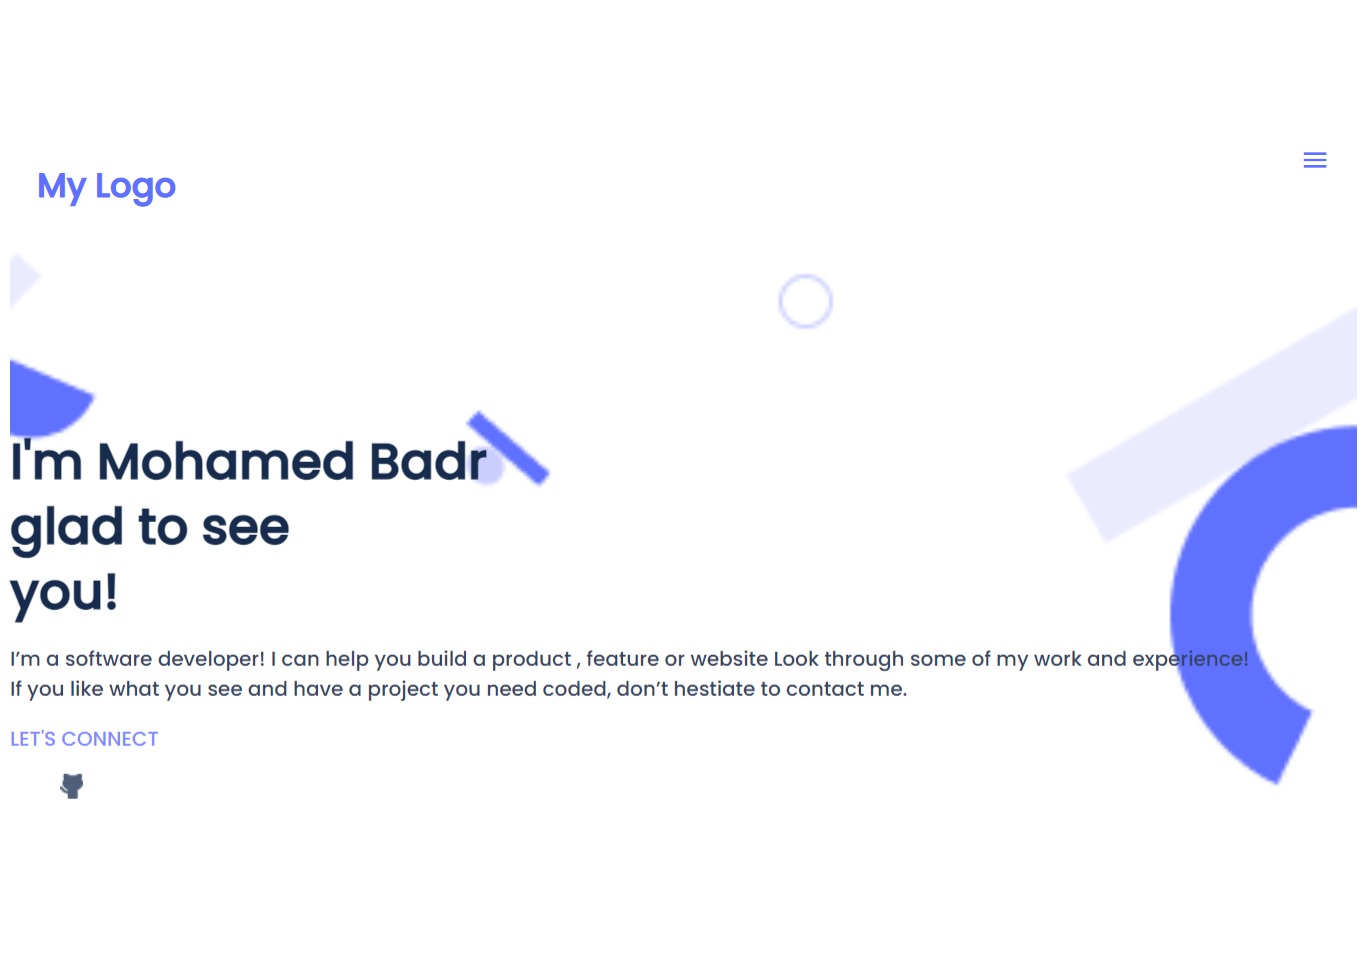 My Logo
I'm Mohamed Badr
glad to see
you!
I’m a software developer! I can help you build a product , feature or website Look through some of my work and experience!
If you like what you see and have a project you need coded, don’t hestiate to contact me.
LET'S CONNECT